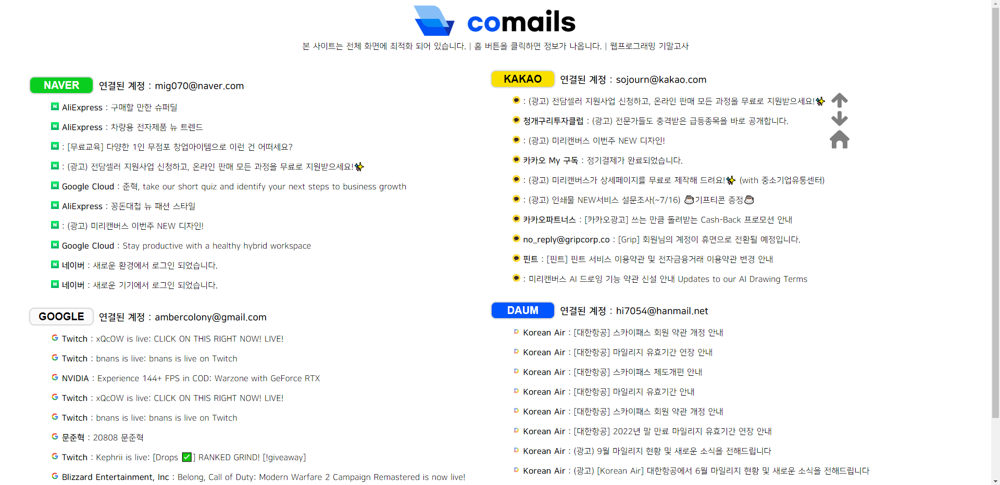 comails
본 사이트는 전체 화면에 최적화 되어 있습니다. | 홈 버튼을 클릭하면 정보가 나옵니다. | 웹프로그래밍 기말고사
NAVER 연결된 계정 : mig070@naver.com
AliExpress : 구매할 만한 슈퍼딜
AliExpress : 차량용 전자제품 뉴 트렌드
: [무료교육] 다양한 1인 무점포 창업아이템으로 이런 건 어떠세요?
: (광고) 전담셀러 지원사업 신청하고, 온라인 판매 모든 과정을 무료로 지원받으세요!✨
Google Cloud : 준혁, take our short quiz and identify your next steps to business growth
AliExpress : 꽁돈대첩 뉴 패션 스타일
: (광고) 미리캔버스 이번주 NEW 디자인!
Google Cloud : Stay productive with a healthy hybrid workspace
네이버 : 새로운 환경에서 로그인 되었습니다.
네이버 : 새로운 기기에서 로그인 되었습니다.
GOOGLE 연결된 계정 : ambercolony@gmail.com
Twitch : xQcOW is live: CLICK ON THIS RIGHT NOW! LIVE!
Twitch : bnans is live: bnans is live on Twitch
NVIDIA : Experience 144+ FPS in COD: Warzone with GeForce RTX
Twitch : xQcOW is live: CLICK ON THIS RIGHT NOW! LIVE!
Twitch : bnans is live: bnans is live on Twitch
문준혁 : 20808 문준혁
Twitch : Kephrii is live: [Drops ✅] RANKED GRIND! [!giveaway]
Blizzard Entertainment, Inc : Belong, Call of Duty: Modern Warfare 2 Campaign Remastered is now live!
KAKAO 연결된 계정 : sojourn@kakao.com
: (광고) 전담셀러 지원사업 신청하고, 온라인 판매 모든 과정을 무료로 지원받으세요!✨
청개구리투자클럽 : (광고) 전문가들도 충격받은 급등종목을 바로 공개합니다.
: (광고) 미리캔버스 이번주 NEW 디자인!
카카오 My 구독 : 정기결제가 완료되었습니다.
: (광고) 미리캔버스가 상세페이지를 무료로 제작해 드려요!✨ (with 중소기업유통센터)
: (광고) 인쇄물 NEW서비스 설문조사(~7/16) ☕기프티콘 증정☕
카카오파트너스 : [카카오광고] 쓰는 만큼 돌려받는 Cash-Back 프로모션 안내
no_reply@gripcorp.co : [Grip] 회원님의 계정이 휴면으로 전환될 예정입니다.
핀트 : [핀트] 핀트 서비스 이용약관 및 전자금융거래 이용약관 변경 안내
: 미리캔버스 AI 드로잉 기능 약관 신설 안내 Updates to our AI Drawing Terms
DAUM 연결된 계정 : hi7054@hanmail.net
Korean Air : [대한항공] 스카이패스 회원 약관 개정 안내
Korean Air : [대한항공] 마일리지 유효기간 연장 안내
Korean Air : [대한항공] 스카이패스 제도개편 안내
Korean Air : [대한항공] 마일리지 유효기간 안내
Korean Air : [대한항공] 스카이패스 회원 약관 개정 안내
Korean Air : [대한항공] 2022년 말 만료 마일리지 유효기간 연장 안내
Korean Air : (광고) 9월 마일리지 현황 및 새로운 소식을 전해드립니다
Korean Air : (광고) [Korean Air] 대한항공에서 6월 마일리지 현황 및 새로운 소식을 전해드립니다